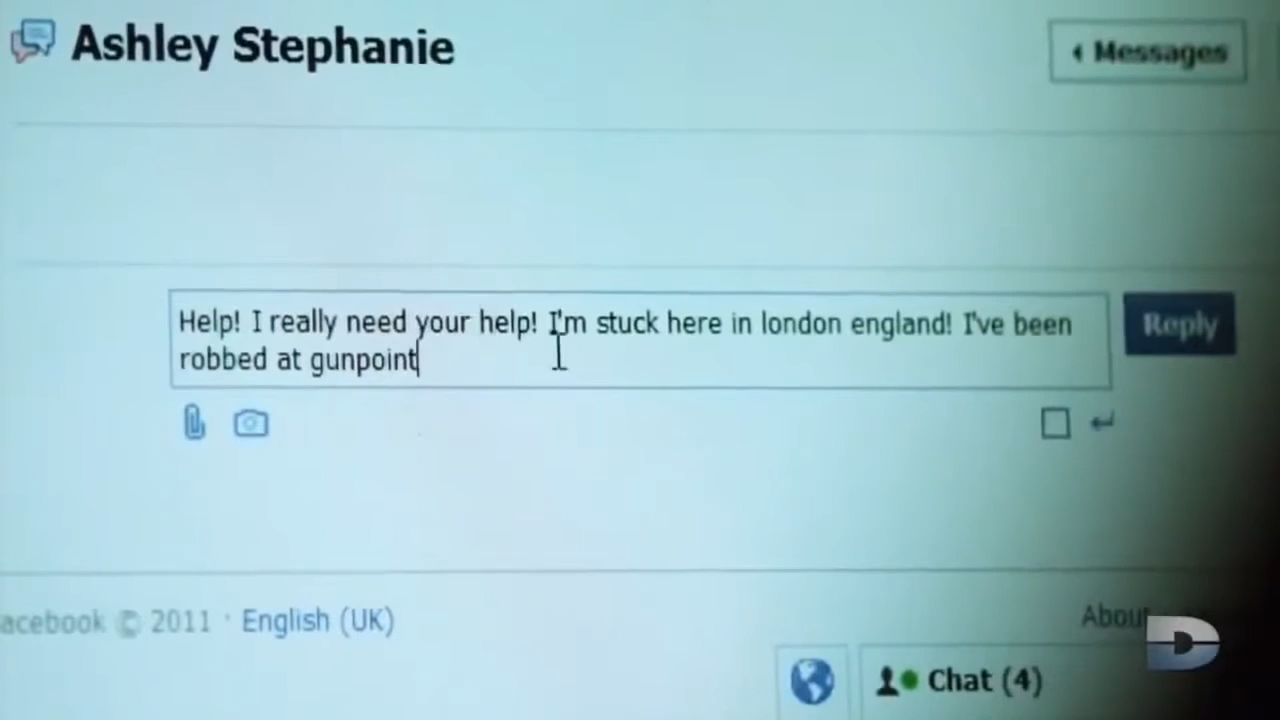 Ashley Stephanie
Messages
Help! I really need your help! I'm stuck here in london england! I've been
robbed at gunpoint
Reply
acebook © 2011 · English (UK)
About
Chat (4)
D